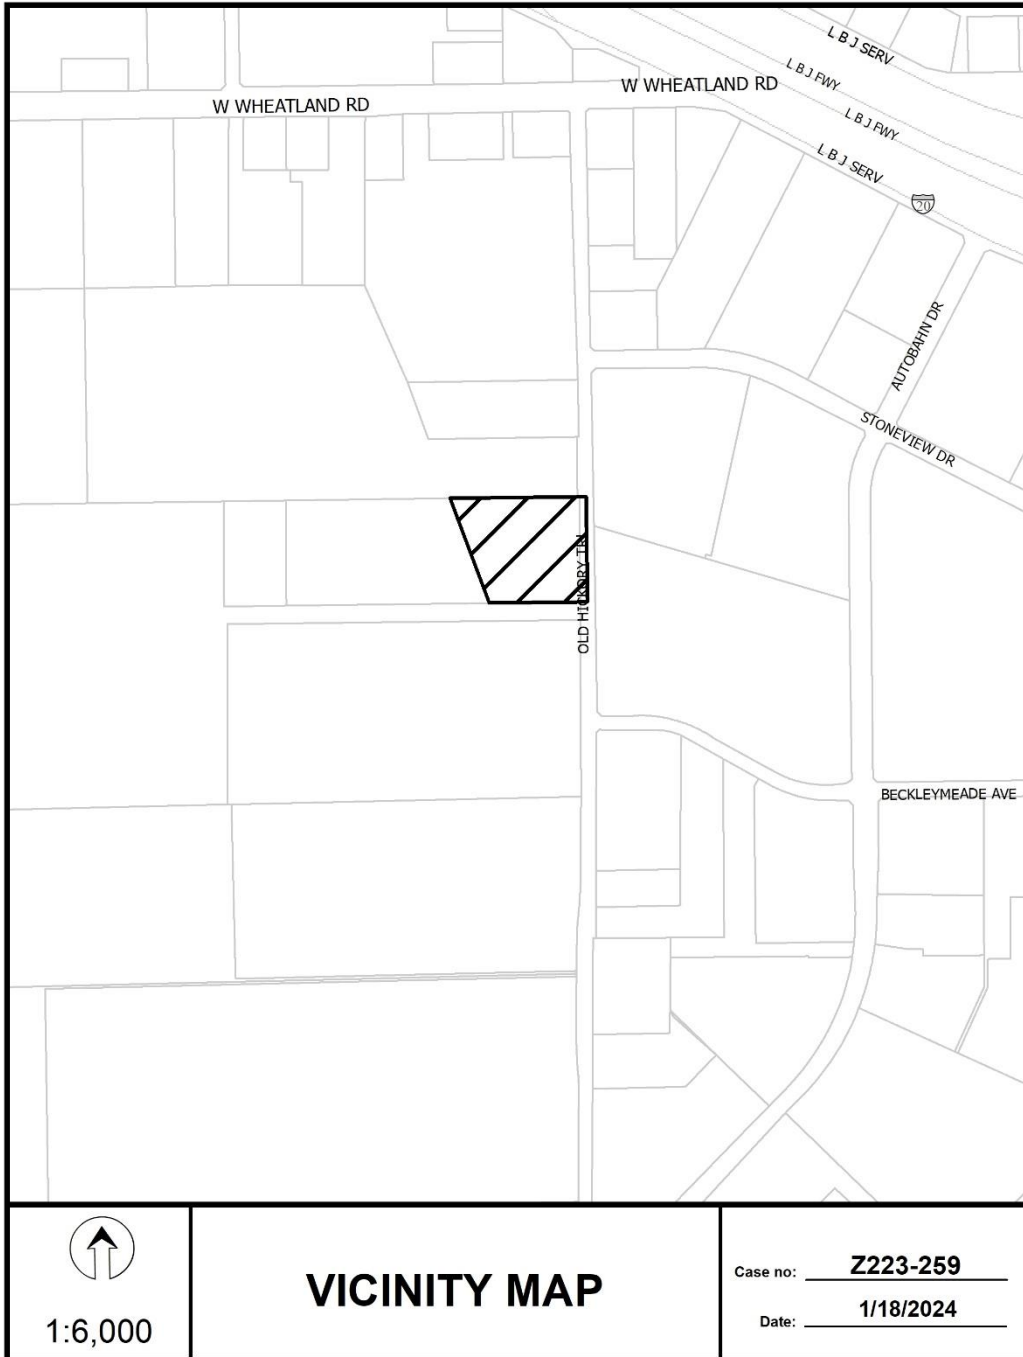 L B J SERV
L B J FWY
W WHEATLAND RD
W WHEATLAND RD
L B J FWY
L B J SERV
20
AUTOBAHN DR
STONEVIEW DR
OLD HICKORY TRL
BECKLEYMEADE AVE
1:6,000
VICINITY MAP
Case no: Z223-259
Date: 1/18/2024